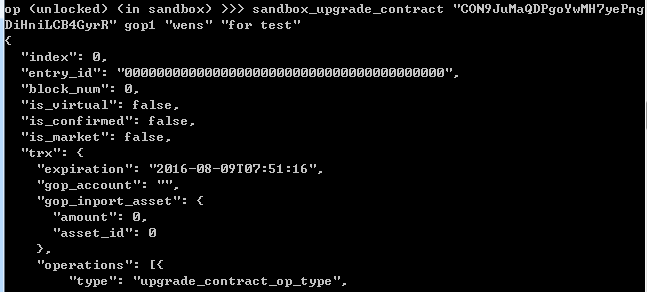 op (unlocked) (in sandbox) >>> sandbox_upgrade_contract "CON9JuMaQDPgoYwMH7yePng
DiHniLCB4GyrR" gop1 "wens" "for test"
{
"index": 0,
"entry_id": "0000000000000000000000000000000000000000",
"block_num": 0,
"is_virtual": false,
"is_confirmed": false,
"is_market": false,
"trx": {
"expiration": "2016-08-09T07:51:16",
"gop_account": "",
"gop_inport_asset": {
"amount": 0,
"asset_id": 0
},
"operations": [{
"type": "upgrade_contract_op_type",